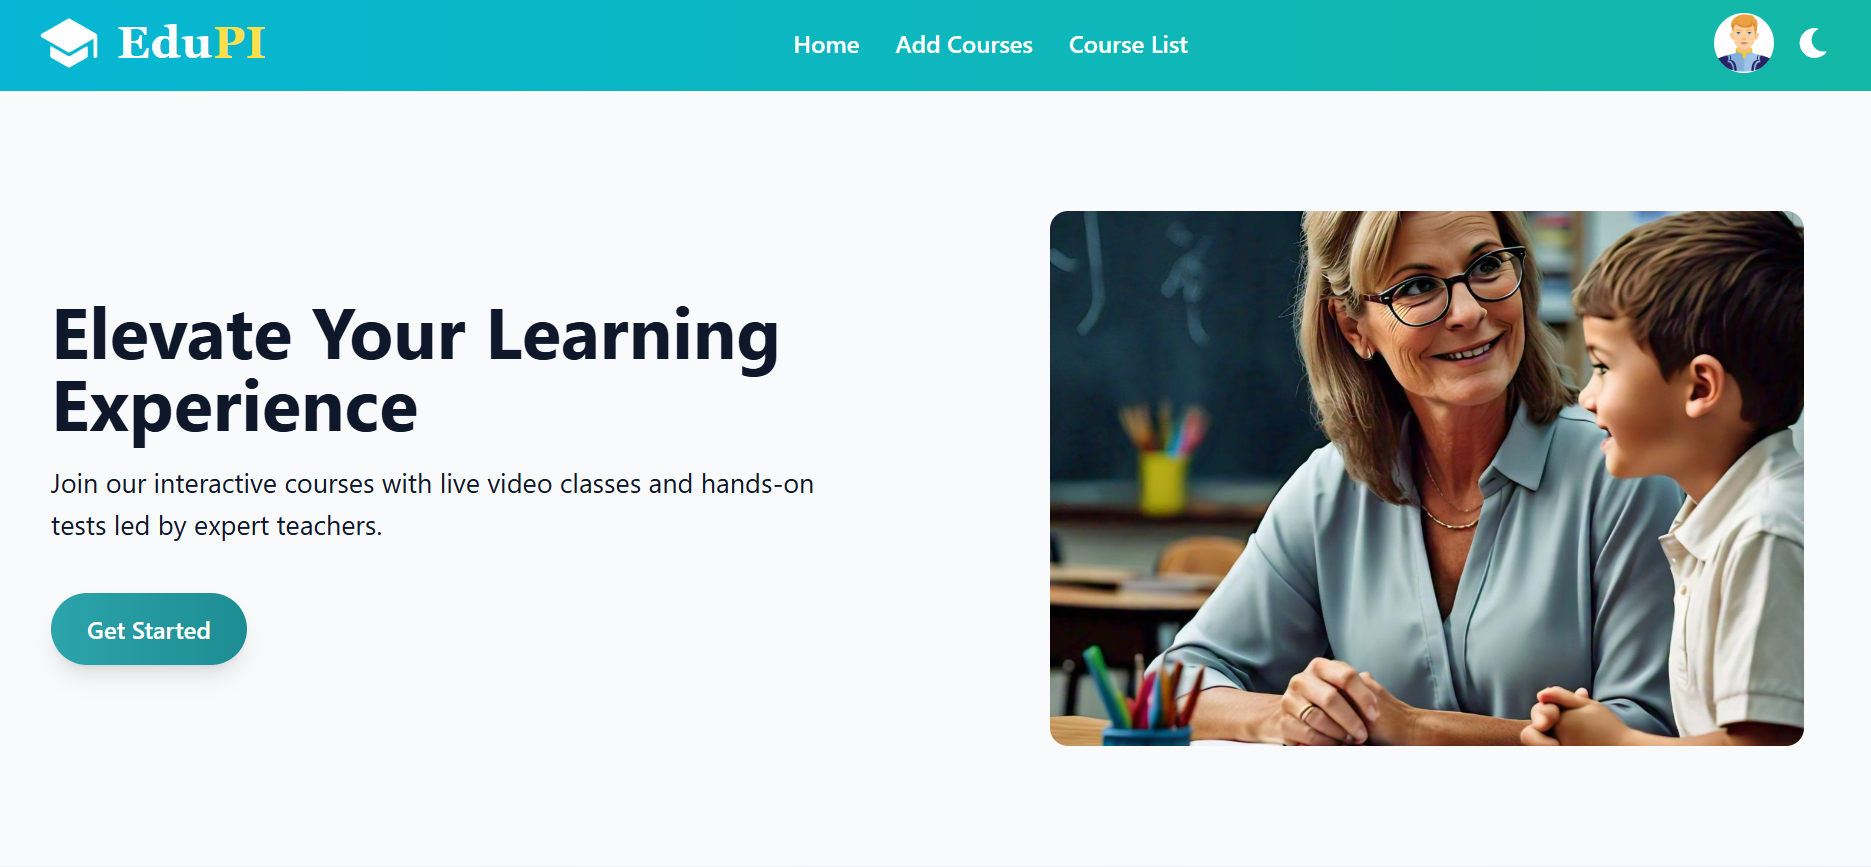 EduPI
Home Add Courses Course List
Elevate Your Learning
Experience
Join our interactive courses with live video classes and hands-on
tests led by expert teachers.
Get Started